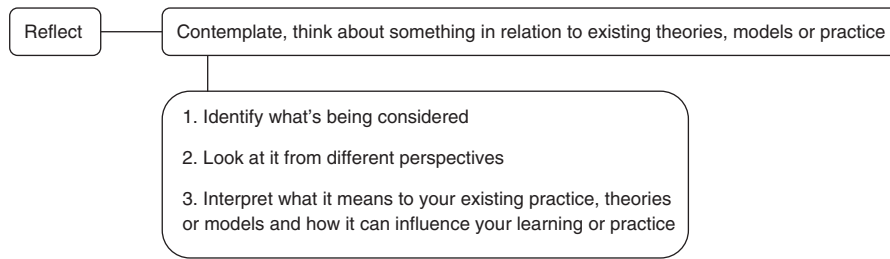 Reflect
Contemplate, think about something in relation to existing theories, models or practice
1. Identify what's being considered
2. Look at it from different perspectives
3. Interpret what it means to your existing practice, theories
or models and how it can influence your learning or practice